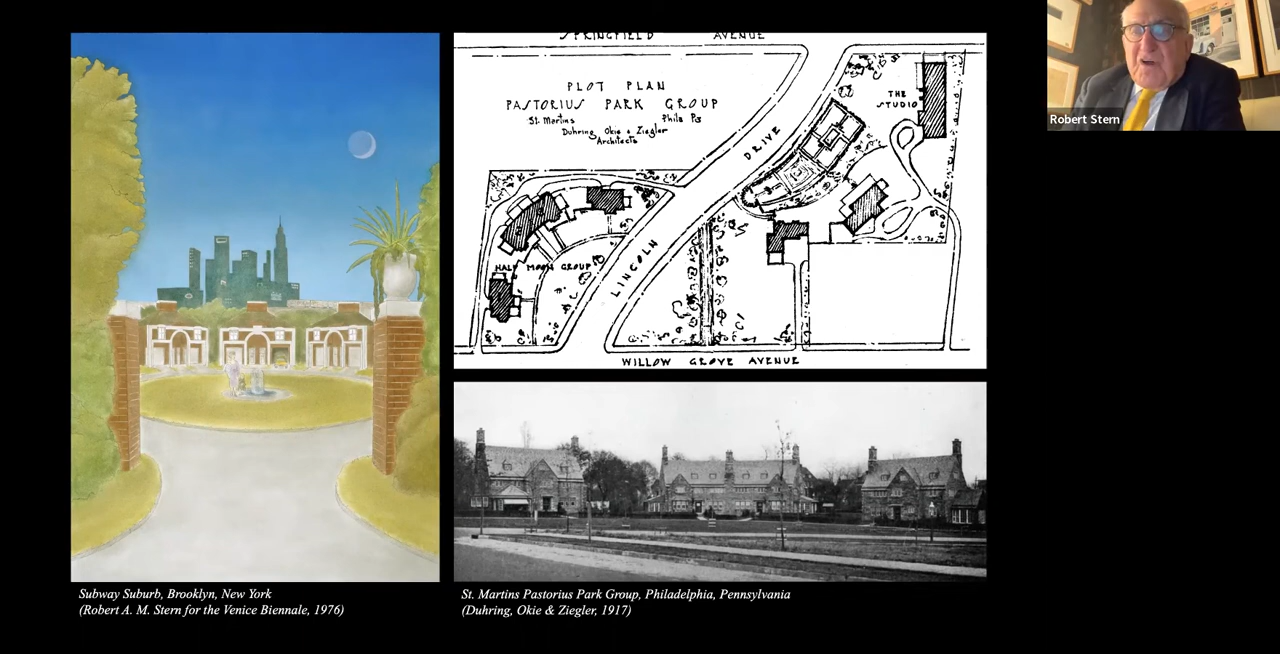 SPRINGFIELD AVENUE
PLOT PLAN
PASTORIUS PARK GROUP
St. Martins Phila Pa
Duhring, Okie & Ziegler
Architects
THE
STUDIO
DRIVE
LINCOLN
HALF MOON GROUP
WILLOW GROVE AVENUE
Subway Suburb, Brooklyn, New York
(Robert A. M. Stern for the Venice Biennale, 1976)
St. Martins Pastorius Park Group, Philadelphia, Pennsylvania
(Duhring, Okie & Ziegler, 1917)
Robert Stern